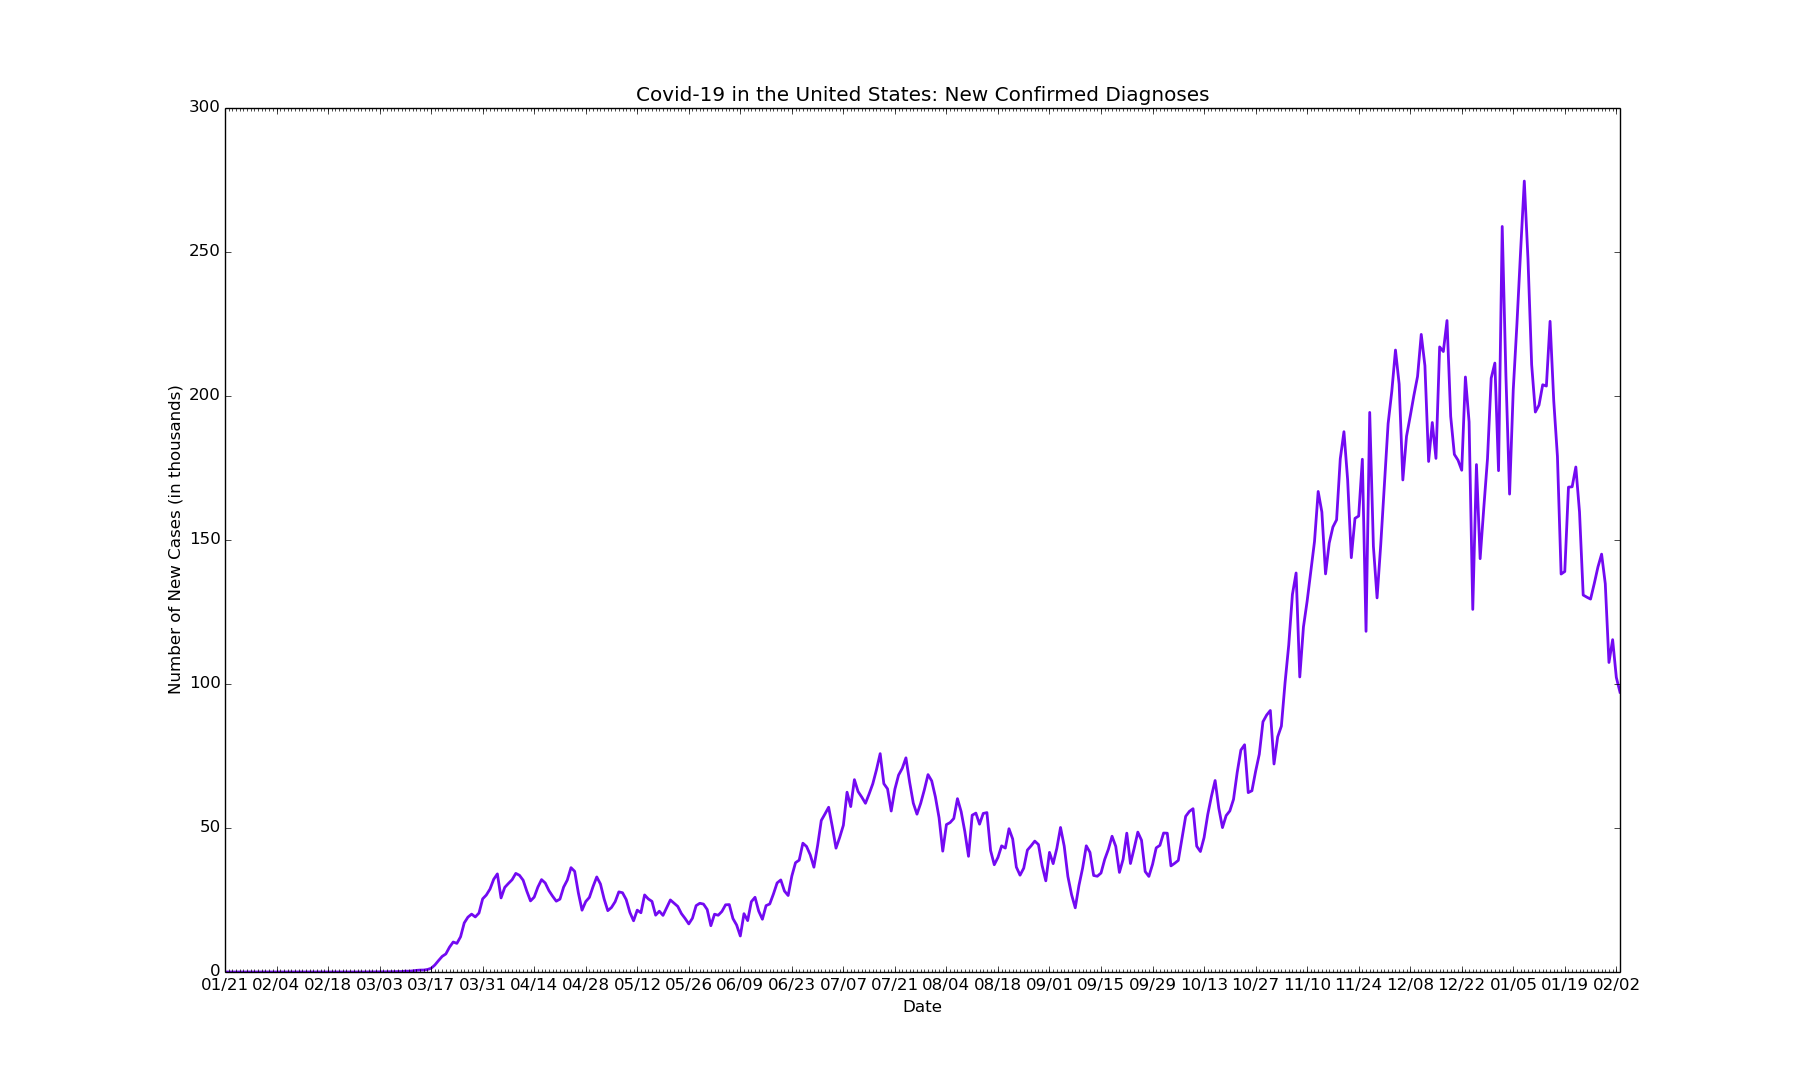 Covid-19 in the United States: New Confirmed Diagnoses
300
250
200
150
100
50
0
Number of New Cases (in thousands)
01/21 02/04 02/18 03/03 03/17 03/31 04/14 04/28 05/12 05/26 06/09 06/23 07/07 07/21 08/04 08/18 09/01 09/15 09/29 10/13 10/27 11/10 11/24 12/08 12/22 01/05 01/19 02/02
Date